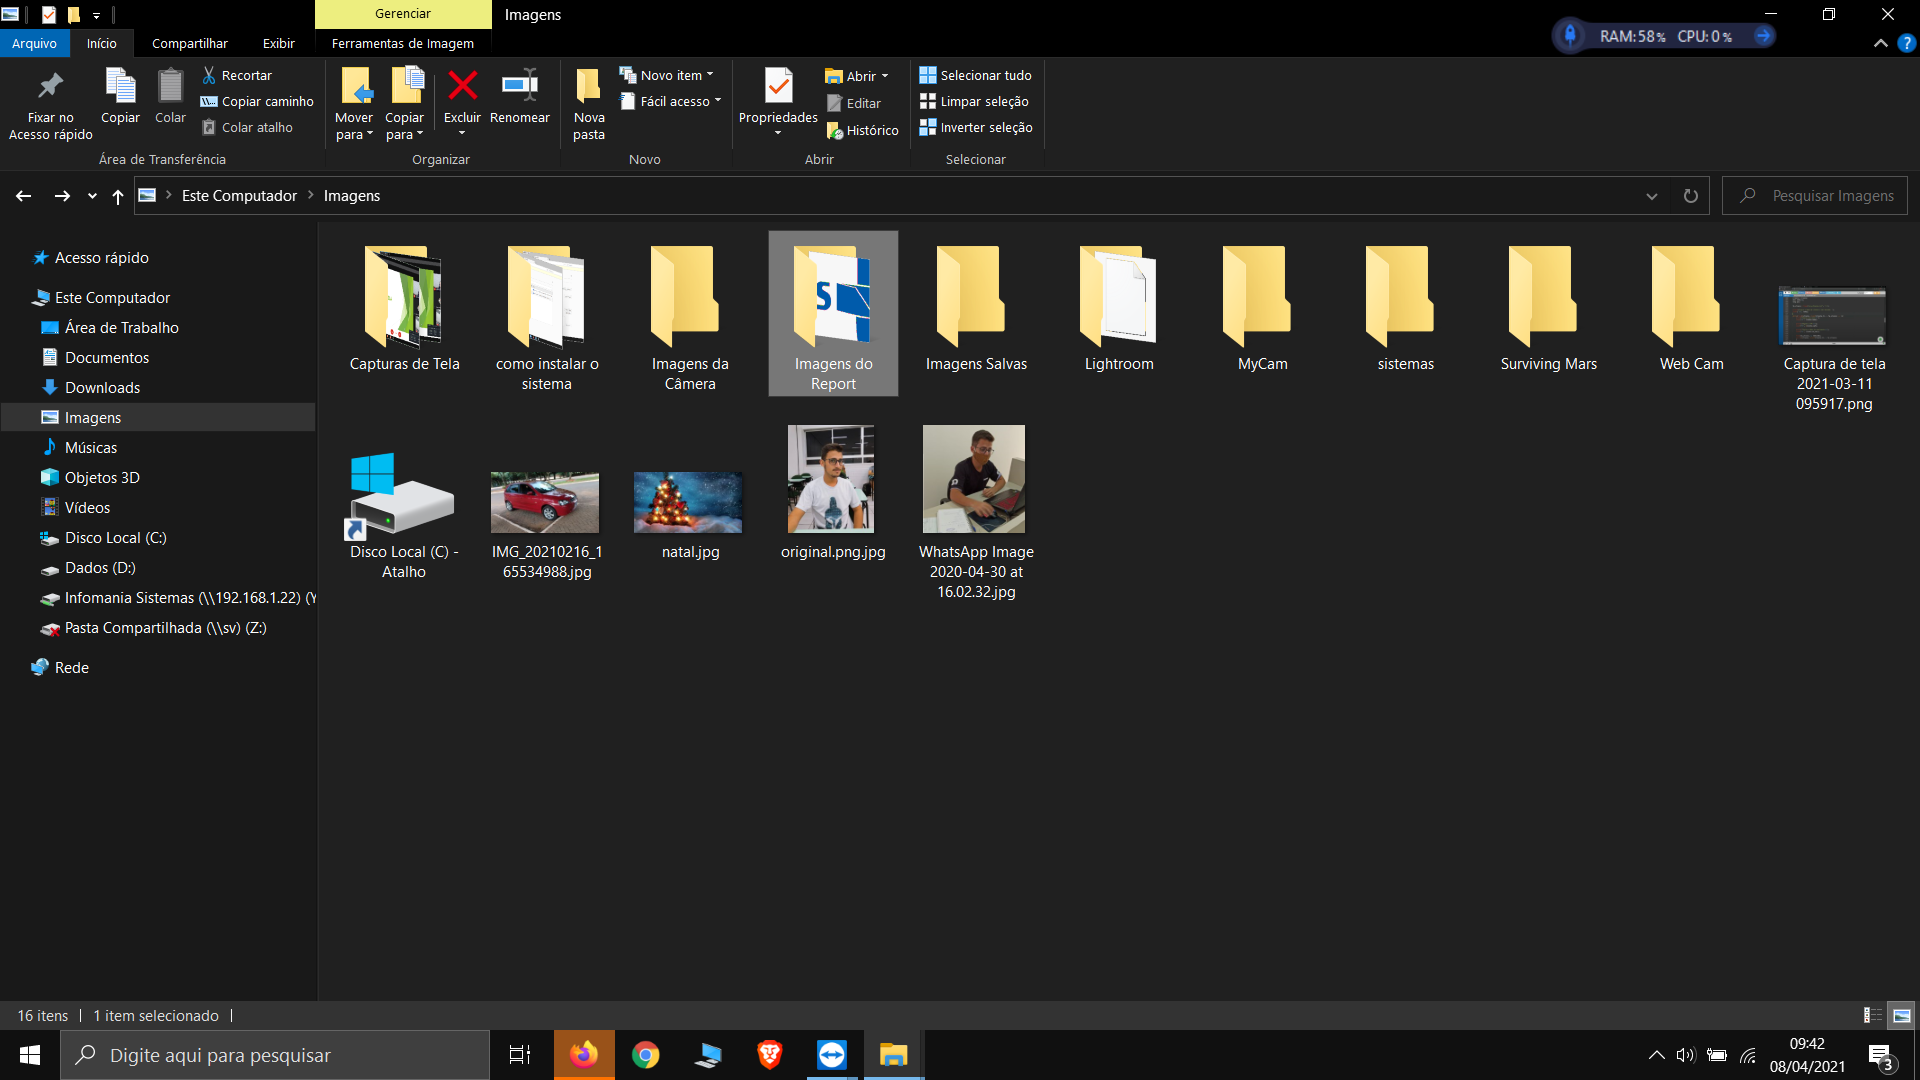 Gerenciar
Imagens
Arquivo
Início
Compartilhar
Exibir
Ferramentas de Imagem
RAM:58% CPU:0%
Fixar no
Acesso rápido
Copiar
Colar
Recortar
Copiar caminho
Colar atalho
Área de Transferência
Mover
para
Copiar
para
Excluir
Renomear
Organizar
Nova
pasta
Novo item
Fácil acesso
Novo
Propriedades
Abrir
Editar
Histórico
Abrir
Selecionar tudo
Limpar seleção
Inverter seleção
Selecionar
Este Computador
Imagens
Pesquisar Imagens
Acesso rápido
Este Computador
Área de Trabalho
Documentos
Downloads
Imagens
Músicas
Objetos 3D
Vídeos
Disco Local (C:)
Dados (D:)
Infomania Sistemas (\\192.168.1.22) (Y
Pasta Compartilhada (\\sv) (Z:)
Rede
Capturas de Tela
como instalar o
sistema
Imagens da
Câmera
S
Imagens do
Report
Imagens Salvas
Lightroom
MyCam
sistemas
Surviving Mars
Web Cam
Captura de tela
2021-03-11
095917.png
Disco Local (C) -
Atalho
IMG_20210216_1
65534988.jpg
natal.jpg
original.png.jpg
WhatsApp Image
2020-04-30 at
16.02.32.jpg
16 itens
1 item selecionado
Digite aqui para pesquisar
09:42
08/04/2021
3